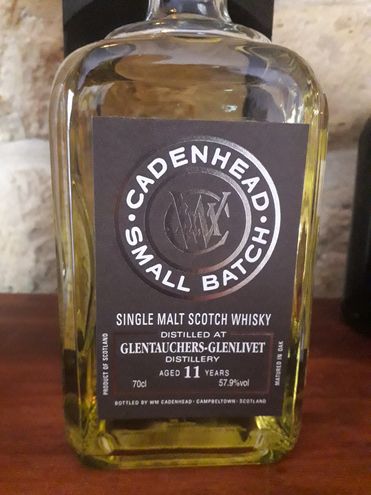 · CADENHEAD ·
SMALL BATCH
WC
SINGLE MALT SCOTCH WHISKY
DISTILLED AT
GLENTAUCHERS-GLENLIVET
DISTILLERY
AGED 11 YEARS
70cl 57.9%vol
PRODUCT OF SCOTLAND
MATURED IN OAK
BOTTLED BY WM CADENHEAD · CAMPBELTOWN · SCOTLAND